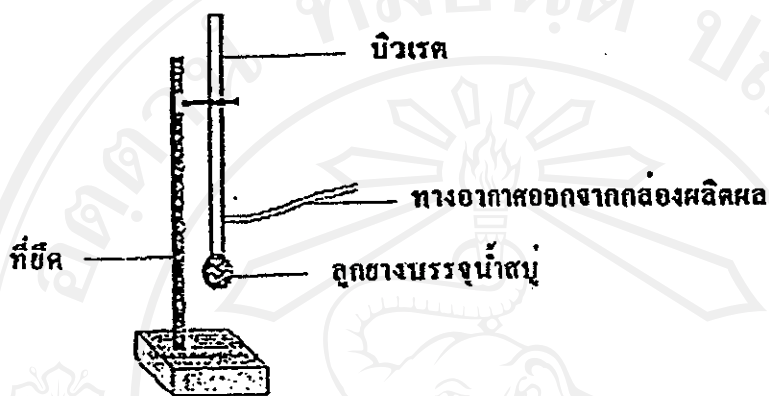 บิวเรต
ทางอากาศออกจากกล่องผลิตผล
ที่ยึด
ลูกยางบรรจุน้ำสบู่